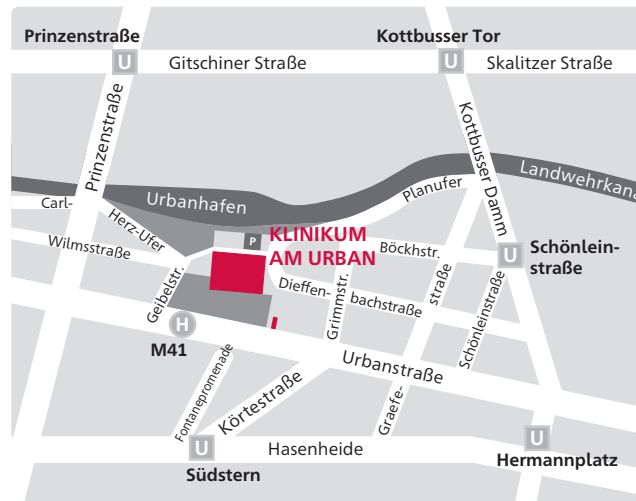 Prinzenstraße
Kottbusser Tor
U
Gitschiner Straße
U
Skalitzer Straße
Prinzenstraße
Kottbusser Damm
Landwehrkana
Planufer
Urbanhafen
Carl-
Herz-Ufer
P
KLINIKUM
AM URBAN
Wilmsstraße
Böckhstr.
U
Schönlein-
straße
Geibelstr.
Dieffen-
bachstraße
Grimmstr.
straße
Schönleinstraße
H
M41
Urbanstraße
Fontanepromenade
Körtestraße
Graefe-
U
Südstern
Hasenheide
U
Hermannplatz